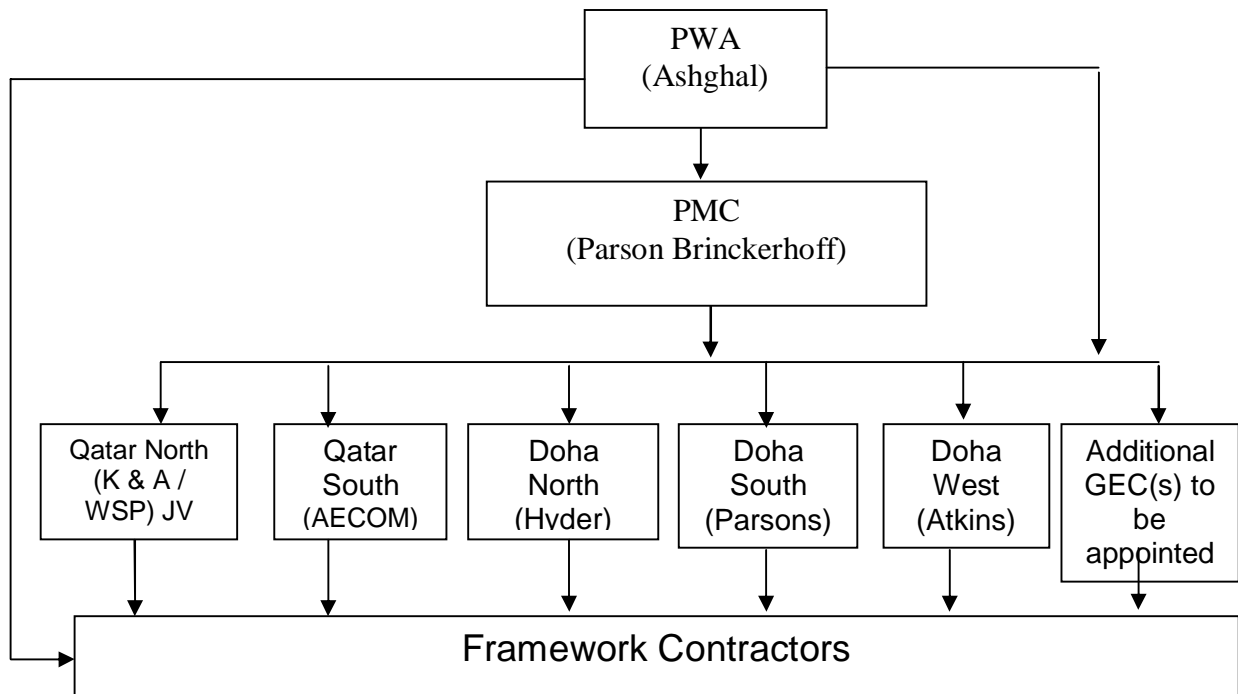 PWA
(Ashghal)
PMC
(Parson Brinckerhoff)
Qatar North
(K & A /
WSP) JV
Qatar
South
(AECOM)
Doha
North
(Hyder)
Doha
South
(Parsons)
Doha
West
(Atkins)
Additional
GEC(s) to
be
appointed
Framework Contractors